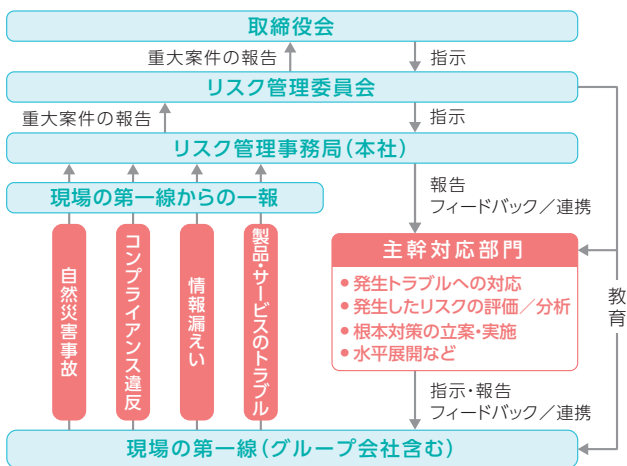 取締役会
重大案件の報告
指示
リスク管理委員会
重大案件の報告
指示
リスク管理事務局(本社)
現場の第一線からの一報
報告
フィードバック/連携
自然災害事故
コンプライアンス違反
情報漏えい
製品・サービスのトラブル
主幹対応部門
• 発生トラブルへの対応
• 発生したリスクの評価/分析
• 根本対策の立案・実施
• 水平展開など
教育
指示・報告
フィードバック/連携
現場の第一線(グループ会社含む)